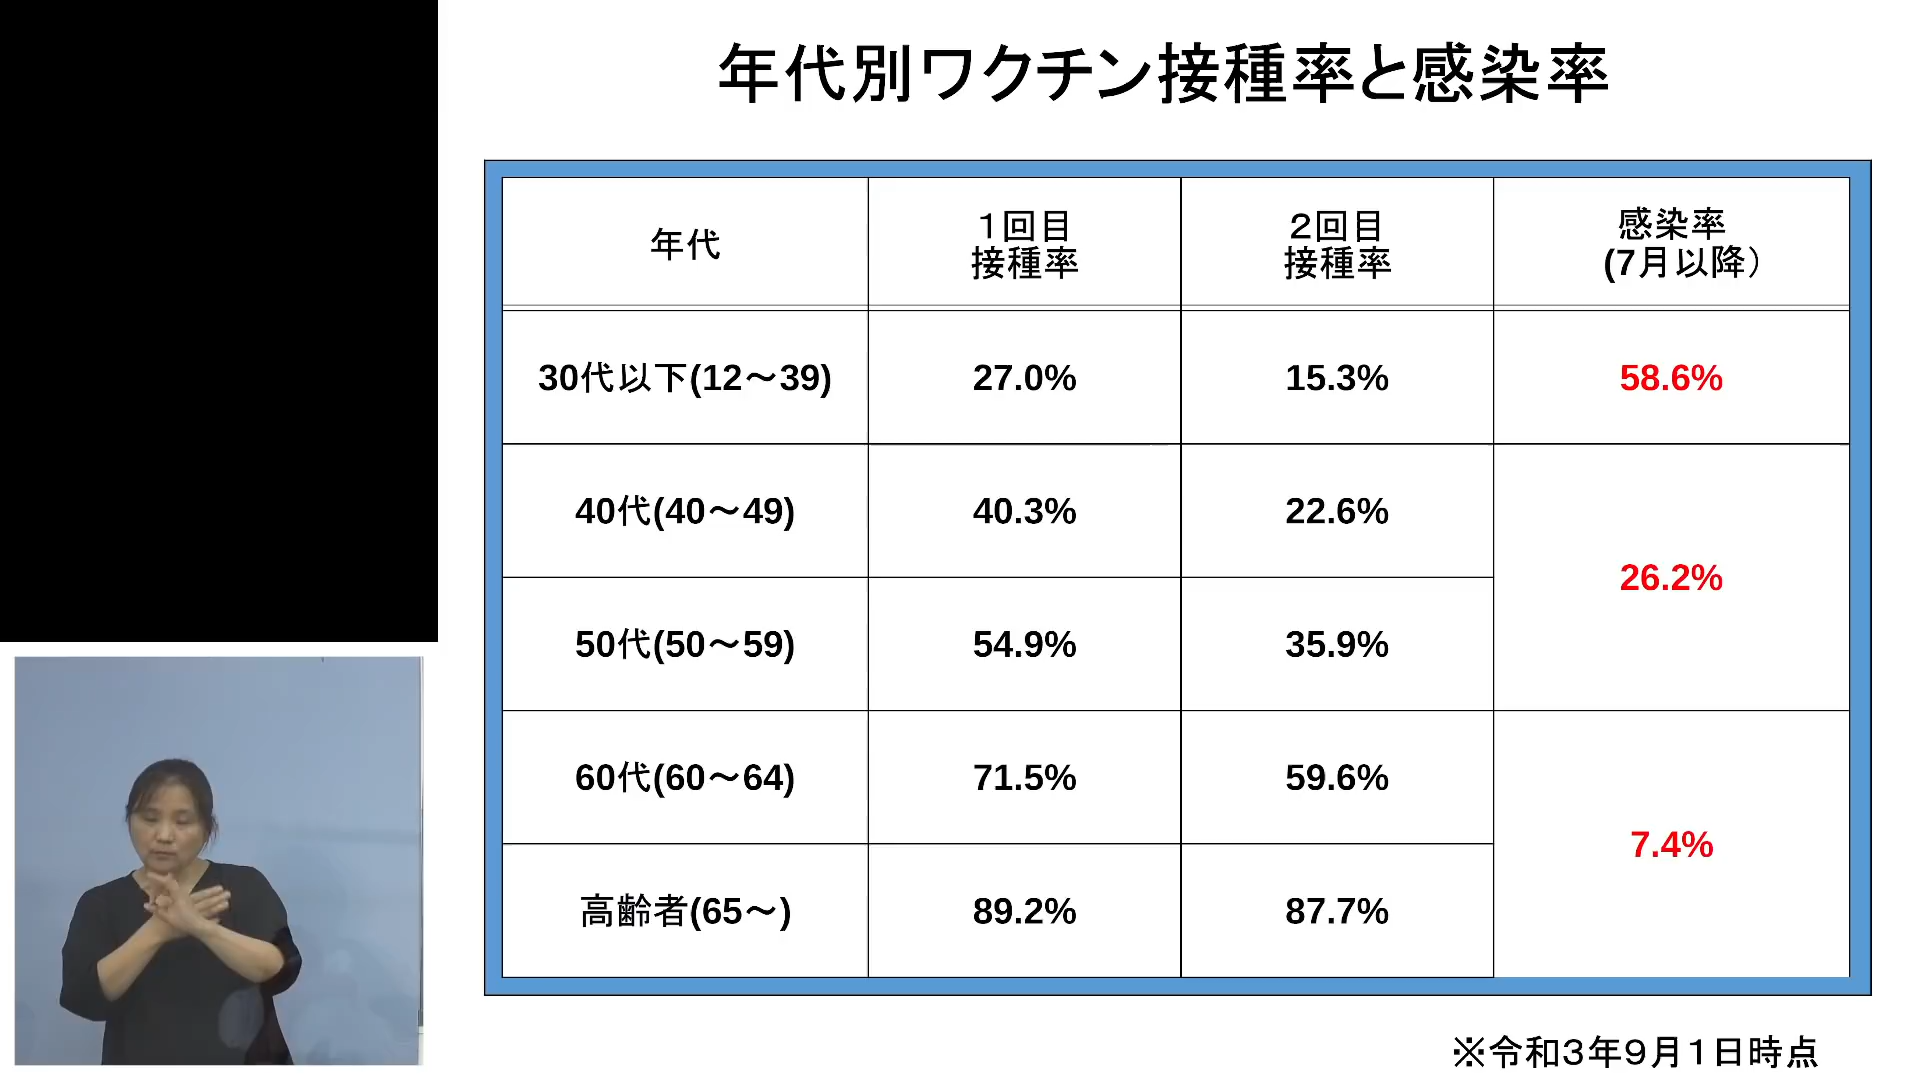 年代別ワクチン接種率と感染率
年代
１回目
接種率
２回目
接種率
感染率
(7月以降）
30代以下(12～39)
27.0%
15.3%
58.6%
40代(40～49)
40.3%
22.6%
26.2%
50代(50～59)
54.9%
35.9%
60代(60～64)
71.5%
59.6%
7.4%
高齢者(65～)
89.2%
87.7%
※令和３年９月１日時点